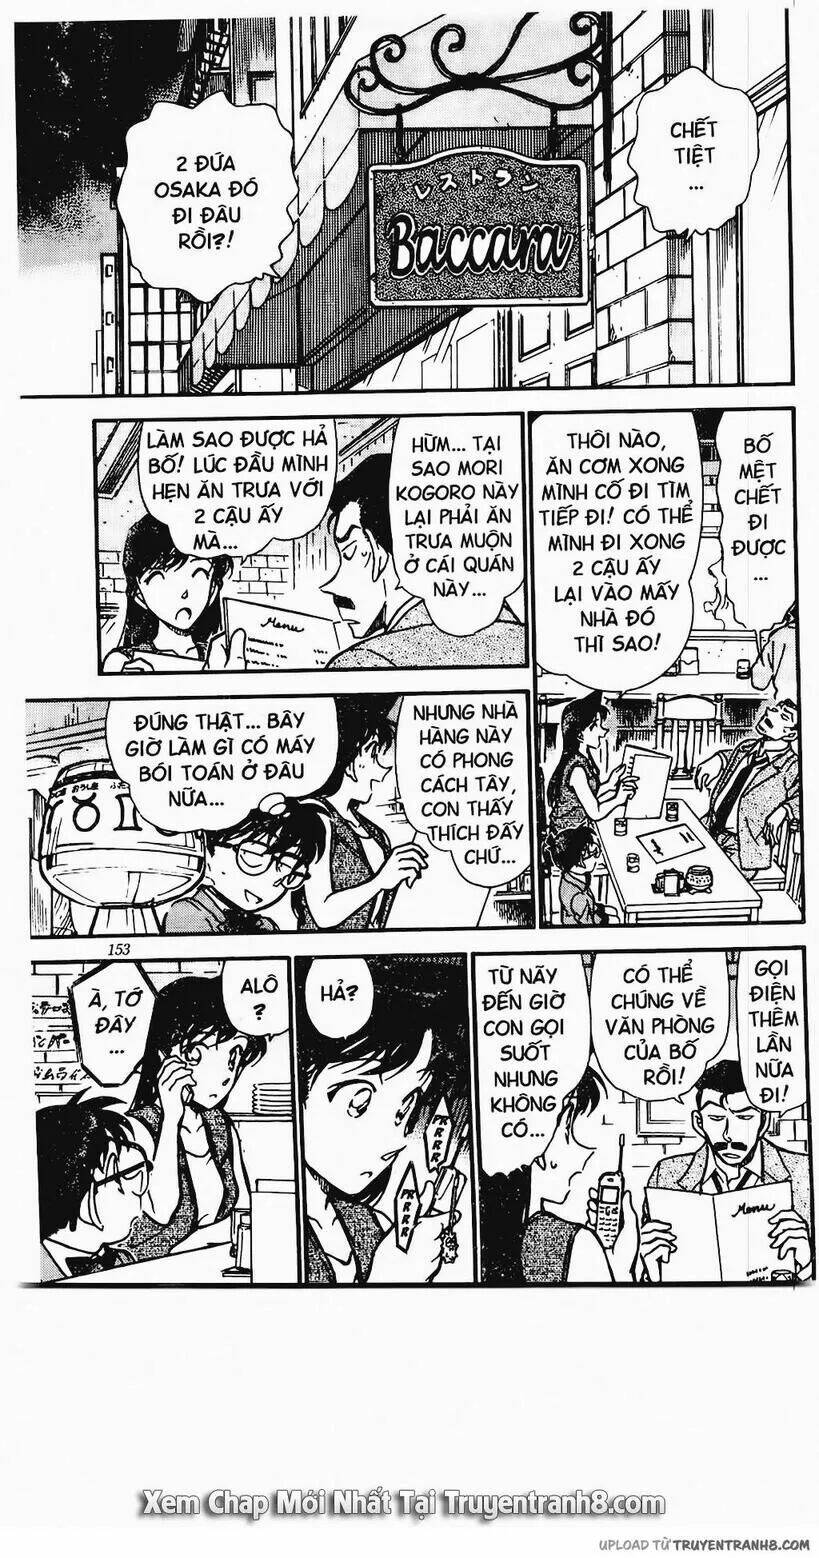 CHẾT
TIỆT
...
2 ĐỨA
OSAKA ĐÓ
ĐI ĐÂU
RỒI?!
レストラン
Baccara
BỐ
MỆT
CHẾT
ĐI
ĐƯỢC
...
THÔI NÀO,
ĂN CƠM XONG
MÌNH CỐ ĐI TÌM
TIẾP ĐI! CÓ THỂ
MÌNH ĐI XONG
2 CẬU ẤY
LẠI VÀO MẤY
NHÀ ĐÓ
THÌ SAO!
HỪM... TẠI
SAO MORI
KOGORO NÀY
LẠI PHẢI ĂN
TRƯA MUỘN
Ở CÁI QUÁN
NÀY...
LÀM SAO ĐƯỢC HẢ
BỐ! LÚC ĐẦU MÌNH
HẸN ĂN TRƯA VỚI
2 CẬU ẤY
MÀ...
Menu
NHƯNG NHÀ
HÀNG NÀY
CÓ PHONG
CÁCH TÂY,
CON THẤY
THÍCH ĐẤY
CHỨ...
ĐÚNG THẬT... BÂY
GIỜ LÀM GÌ CÓ MÁY
BÓI TOÁN Ở ĐÂU
NỮA...
おうし座
153
GỌI
ĐIỆN
THÊM
LẦN
NỮA
ĐI!
CÓ THỂ
CHÚNG VỀ
VĂN PHÒNG
CỦA BỐ
RỒI!
TỪ NÃY
ĐẾN GIỜ
CON GỌI
SUỐT
NHƯNG
KHÔNG
CÓ...
Menu
HẢ?
PRRRR
PRRRR
ALÔ
?
À, TỚ
ĐÂY
...
Xem Chap Mới Nhất Tại Truyentranh8.com
UPLOAD TỪ TRUYENTRANH8.COM